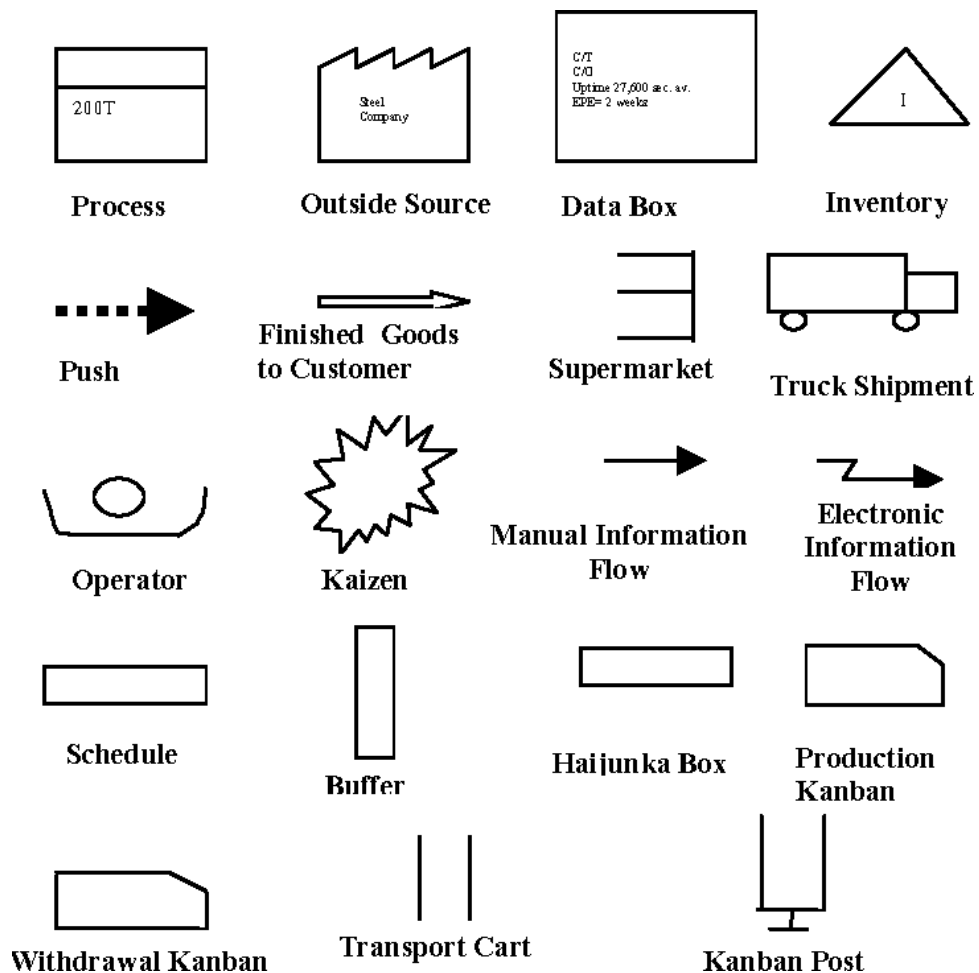 200T
Steel
Company
C/T
C/O
Uptime 27,600 sec. av.
EPE= 2 weeks
I
Process
Outside Source
Data Box
Inventory
Push
Finished Goods
to Customer
Supermarket
Truck Shipment
Operator
Kaizen
Manual Information
Flow
Electronic
Information
Flow
Schedule
Buffer
Haijunka Box
Production
Kanban
Withdrawal Kanban
Transport Cart
Kanban Post